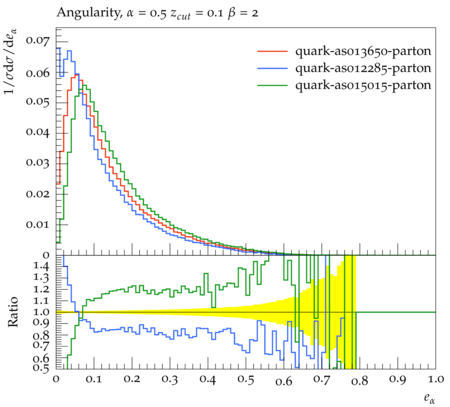 Angularity, α = 0.5 z_cut = 0.1 β = 2
1/σdσ/de_α
0.07
0.06
0.05
0.04
0.03
0.02
0.01
0
quark-as013650-parton
quark-as012285-parton
quark-as015015-parton
Ratio
1.4
1.3
1.2
1.1
1.0
0.9
0.8
0.7
0.6
0.5
0 0.1 0.2 0.3 0.4 0.5 0.6 0.7 0.8 0.9 1.0
e_α